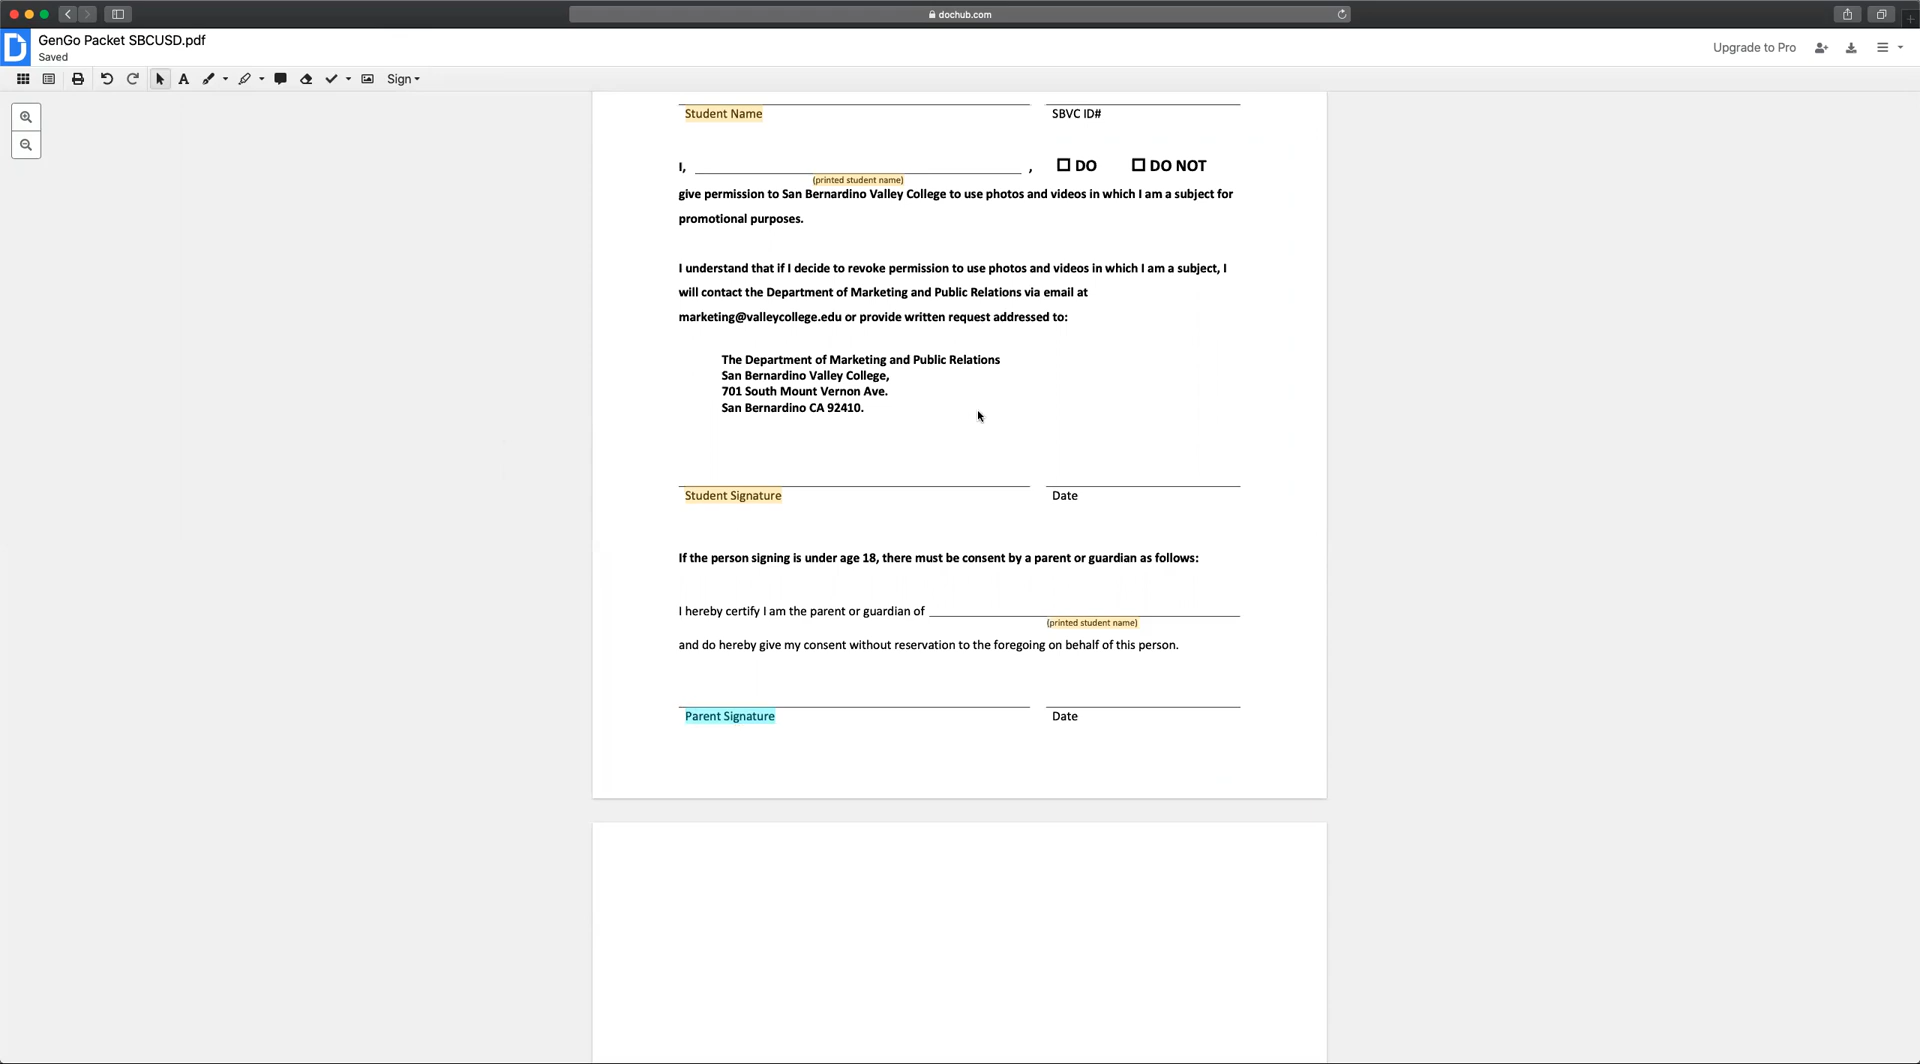 dochub.com
GenGo Packet SBCUSD.pdf
Saved
Upgrade to Pro
A
Sign
Student Name
SBVC ID#
I, , DO DO NOT
(printed student name)
give permission to San Bernardino Valley College to use photos and videos in which I am a subject for
promotional purposes.
I understand that if I decide to revoke permission to use photos and videos in which I am a subject, I
will contact the Department of Marketing and Public Relations via email at
marketing@valleycollege.edu or provide written request addressed to:
The Department of Marketing and Public Relations
San Bernardino Valley College,
701 South Mount Vernon Ave.
San Bernardino CA 92410.
Student Signature
Date
If the person signing is under age 18, there must be consent by a parent or guardian as follows:
I hereby certify I am the parent or guardian of
(printed student name)
and do hereby give my consent without reservation to the foregoing on behalf of this person.
Parent Signature
Date